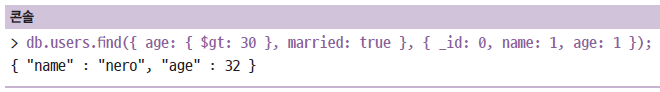 콘솔
> db.users.find({ age: { $gt: 30 }, married: true }, { _id: 0, name: 1, age: 1 });
{ "name" : "nero", "age" : 32 }